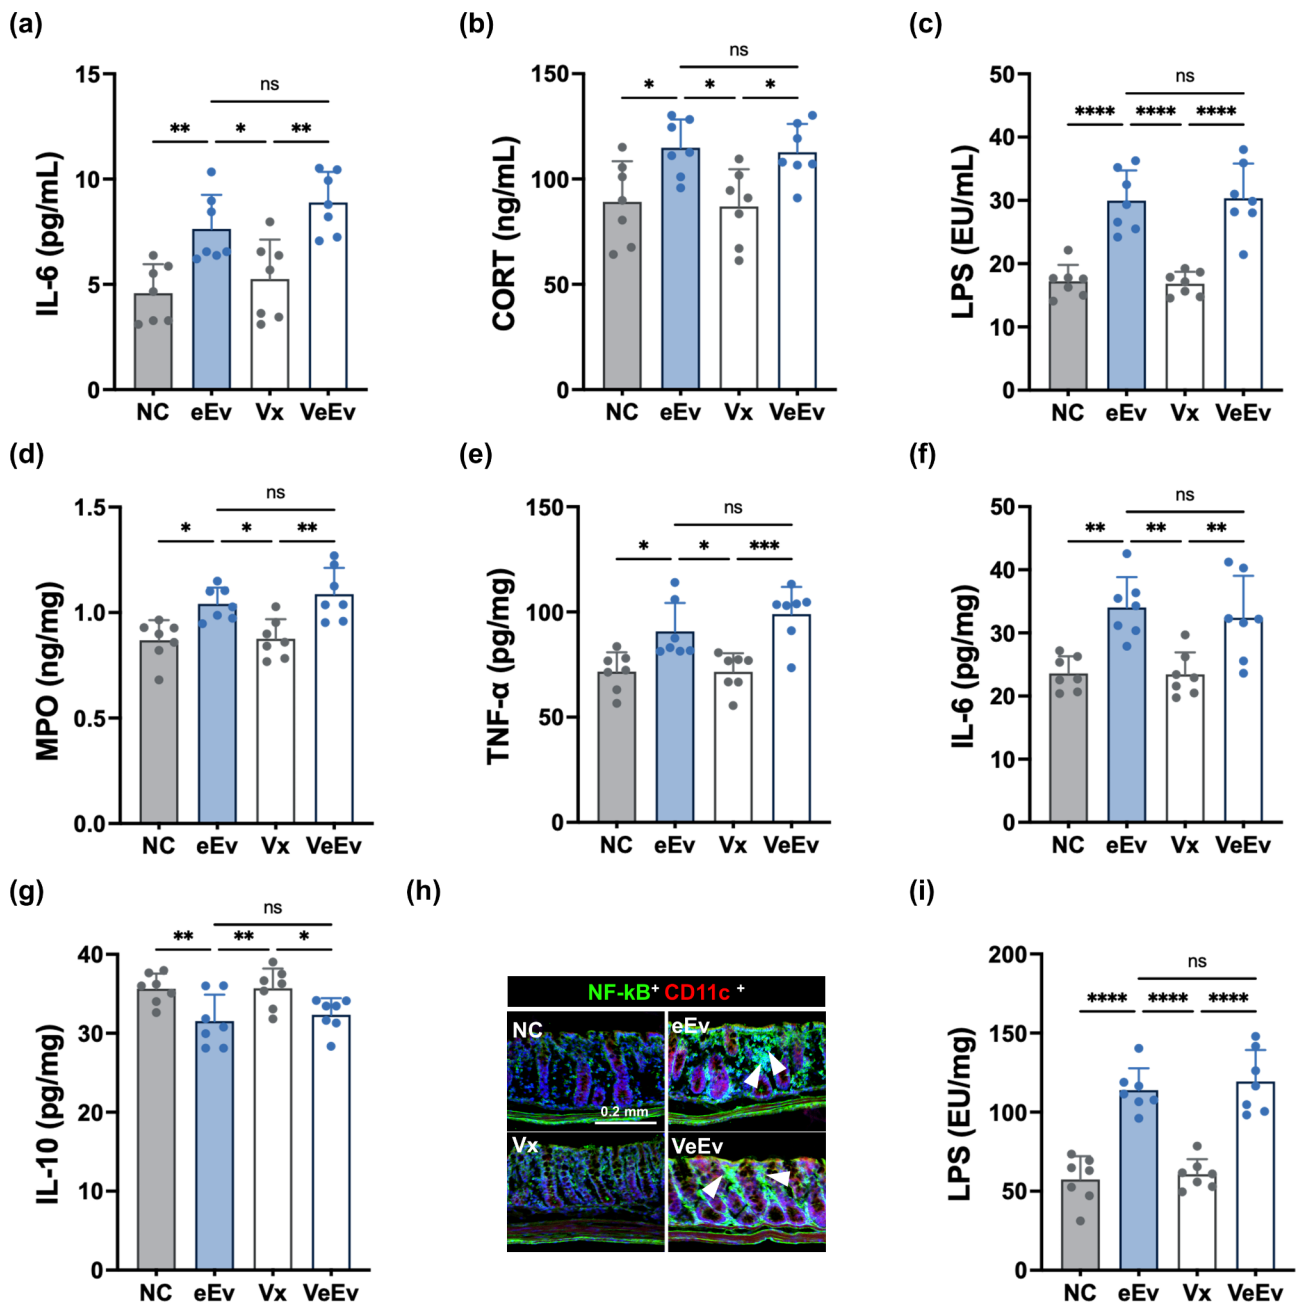 (a)
IL-6 (pg/mL)
15
10
5
0
ns
** * **
NC eEv Vx VeEv
(b)
CORT (ng/mL)
150
100
50
0
ns
* * *
NC eEv Vx VeEv
(c)
LPS (EU/mL)
50
40
30
20
10
0
ns
**** **** ****
NC eEv Vx VeEv
(d)
MPO (ng/mg)
1.5
1.0
0.5
0.0
ns
* * **
NC eEv Vx VeEv
(e)
TNF-α (pg/mg)
150
100
50
0
ns
* * ***
NC eEv Vx VeEv
(f)
IL-6 (pg/mg)
50
40
30
20
10
0
ns
** ** **
NC eEv Vx VeEv
(g)
IL-10 (pg/mg)
40
30
20
10
0
ns
** ** *
NC eEv Vx VeEv
(h)
NF-kB+ CD11c +
NC
eEv
0.2 mm
Vx
VeEv
(i)
LPS (EU/mg)
200
150
100
50
0
ns
**** **** ****
NC eEv Vx VeEv